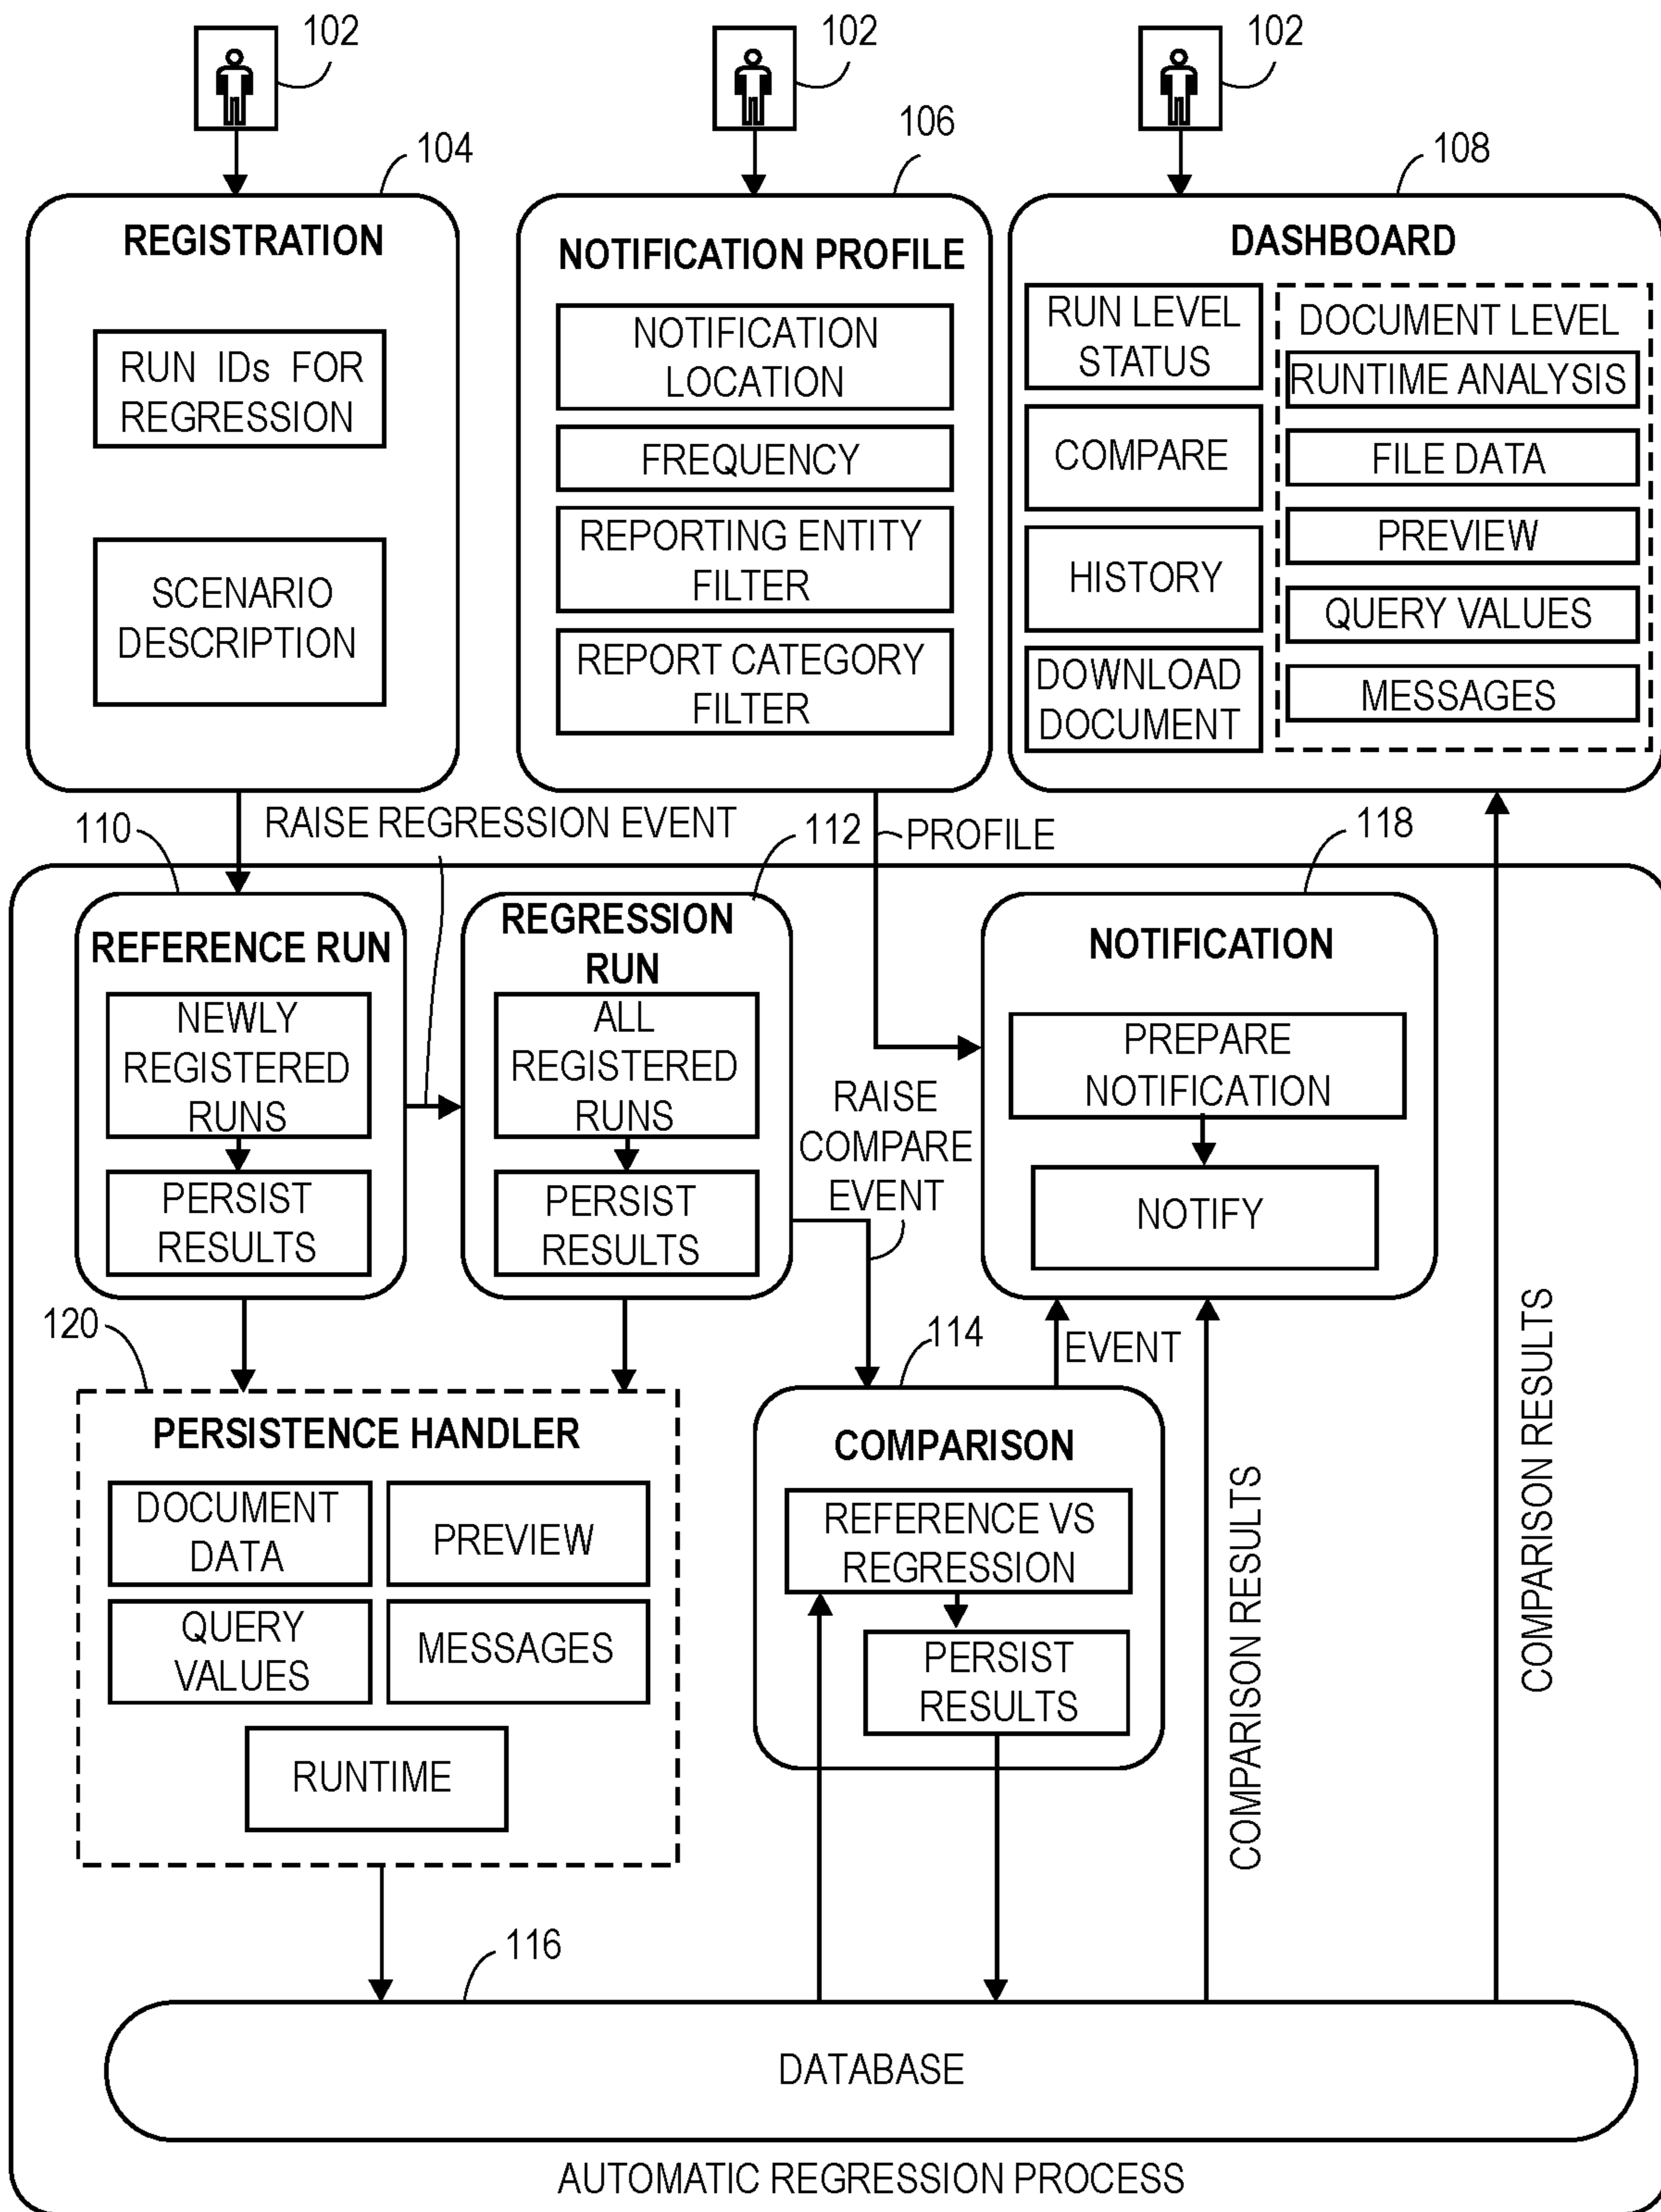 102
102
102
104
106
108
REGISTRATION
RUN IDs FOR
REGRESSION
SCENARIO
DESCRIPTION
NOTIFICATION PROFILE
NOTIFICATION
LOCATION
FREQUENCY
REPORTING ENTITY
FILTER
REPORT CATEGORY
FILTER
DASHBOARD
RUN LEVEL
STATUS
COMPARE
HISTORY
DOWNLOAD
DOCUMENT
DOCUMENT LEVEL
RUNTIME ANALYSIS
FILE DATA
PREVIEW
QUERY VALUES
MESSAGES
110
RAISE REGRESSION EVENT
112
PROFILE
118
REFERENCE RUN
NEWLY
REGISTERED
RUNS
PERSIST
RESULTS
REGRESSION
RUN
ALL
REGISTERED
RUNS
PERSIST
RESULTS
RAISE
COMPARE
EVENT
NOTIFICATION
PREPARE
NOTIFICATION
NOTIFY
120
PERSISTENCE HANDLER
DOCUMENT
DATA
PREVIEW
QUERY
VALUES
MESSAGES
RUNTIME
114
EVENT
COMPARISON
REFERENCE VS
REGRESSION
PERSIST
RESULTS
COMPARISON RESULTS
COMPARISON RESULTS
116
DATABASE
AUTOMATIC REGRESSION PROCESS